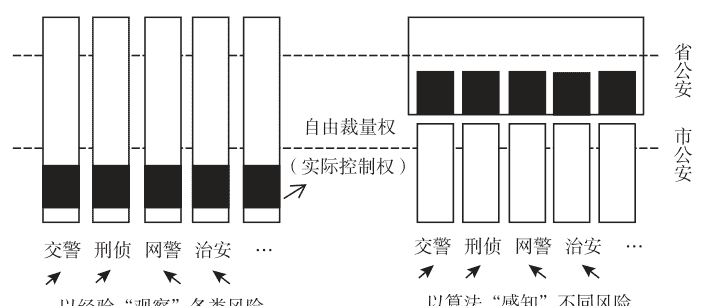 自由裁量权
（实际控制权）
交警 刑侦 网警 治安 …
以经验“观察”各类风险
省公安
市公安
交警 刑侦 网警 治安 …
以算法“感知”不同风险